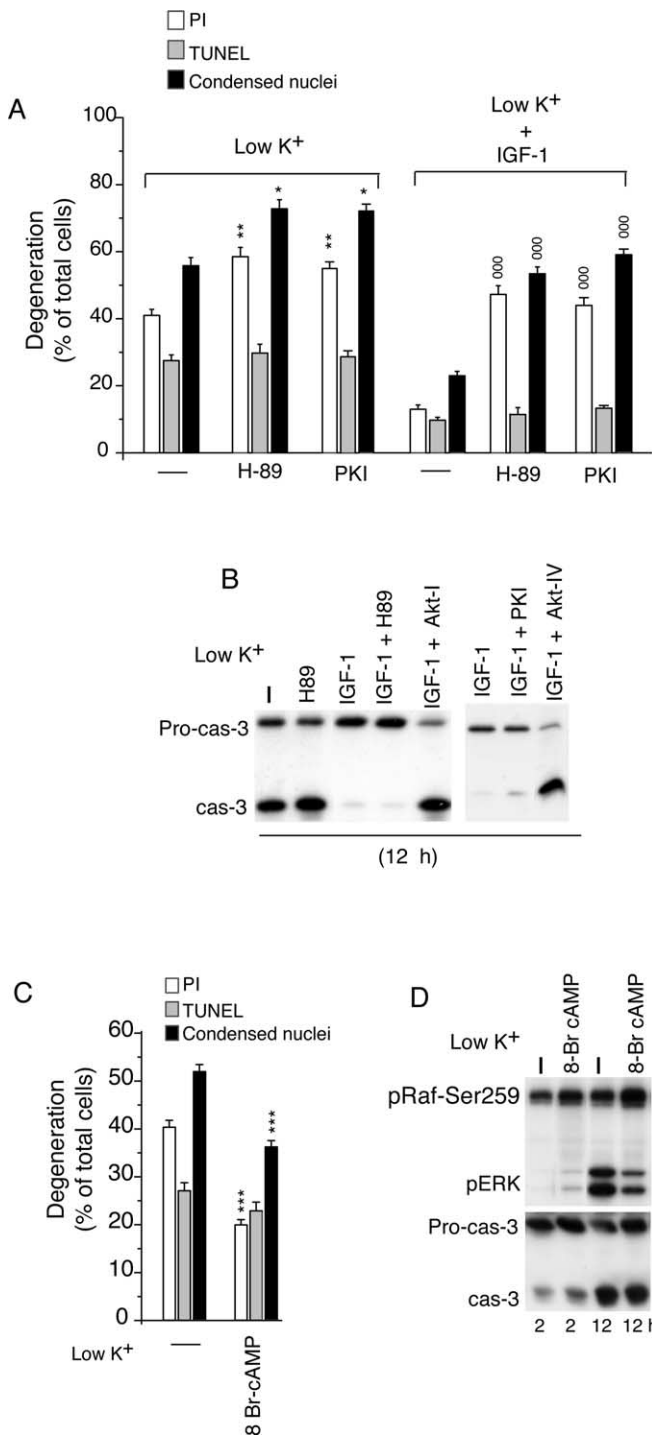 PI
TUNEL
Condensed nuclei
A
Low K+
Low K+
+
IGF-1
Degeneration
(% of total cells)
100
80
60
40
20
0
** * ** * 000 000 000 000
— H-89 PKI — H-89 PKI
B
Low K+
– H89 IGF-1 IGF-1 + H89 IGF-1 + Akt-I IGF-1 IGF-1 + PKI IGF-1 + Akt-IV
Pro-cas-3
cas-3
(12 h)
C
PI
TUNEL
Condensed nuclei
Degeneration
(% of total cells)
60
50
40
30
20
10
0
*** ***
Low K+ — 8 Br-cAMP
D
Low K+ – 8-Br cAMP – 8-Br cAMP
pRaf-Ser259
pERK
Pro-cas-3
cas-3
2 2 12 12 h